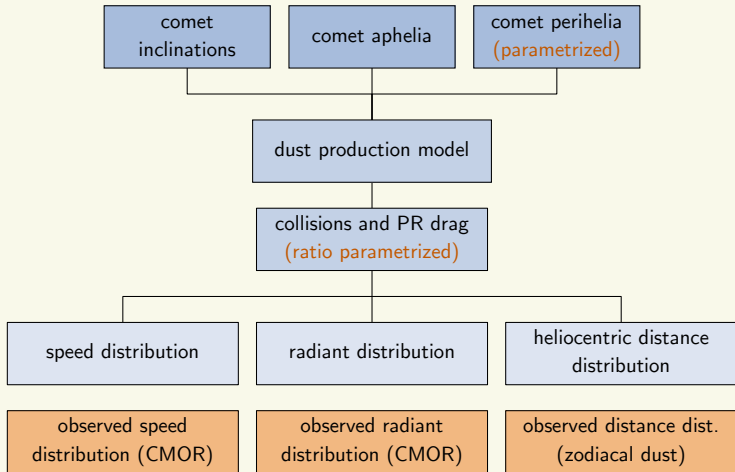 comet
inclinations
comet aphelia
comet perihelia
(parametrized)
dust production model
collisions and PR drag
(ratio parametrized)
speed distribution
radiant distribution
heliocentric distance
distribution
observed speed
distribution (CMOR)
observed radiant
distribution (CMOR)
observed distance dist.
(zodiacal dust)